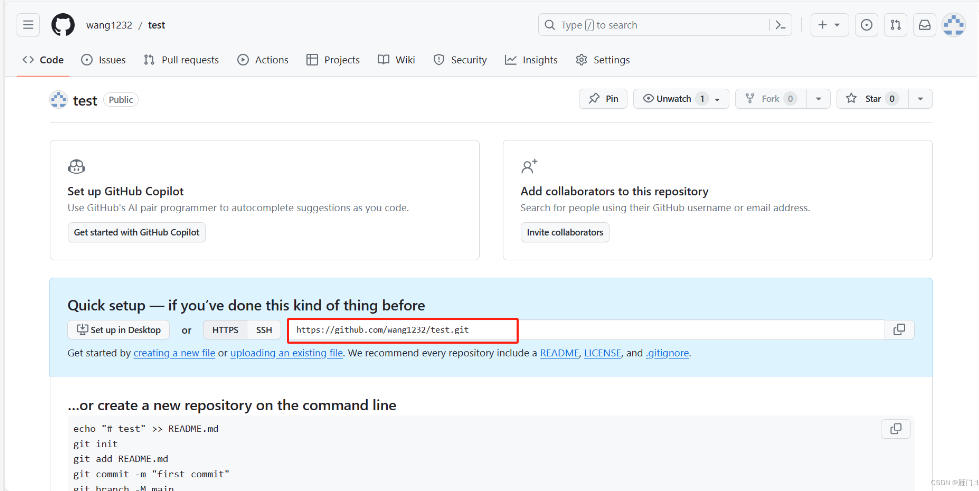 wang1232 / test
Type / to search
Code Issues Pull requests Actions Projects Wiki Security Insights Settings
test Public
Pin Unwatch 1 Fork 0 Star 0
Set up GitHub Copilot
Use GitHub's AI pair programmer to autocomplete suggestions as you code.
Get started with GitHub Copilot
Add collaborators to this repository
Search for people using their GitHub username or email address.
Invite collaborators
Quick setup — if you've done this kind of thing before
Set up in Desktop or HTTPS SSH https://github.com/wang1232/test.git
Get started by creating a new file or uploading an existing file. We recommend every repository include a README, LICENSE, and .gitignore.
...or create a new repository on the command line
echo "# test" >> README.md
git init
git add README.md
git commit -m "first commit"
git branch -M main
CSDN @雁门